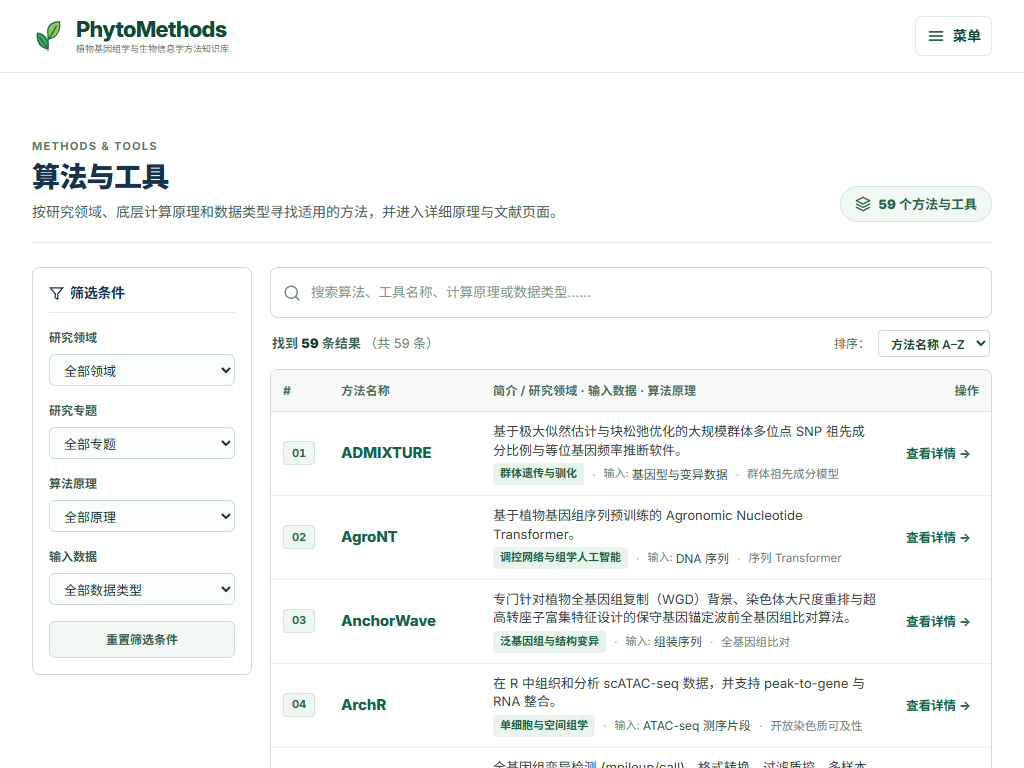 PhytoMethods
植物基因组学与生物信息学方法知识库
菜单
METHODS & TOOLS
算法与工具
按研究领域、底层计算原理和数据类型寻找适用的方法，并进入详细原理与文献页面。
59 个方法与工具
筛选条件
研究领域
全部领域
研究专题
全部专题
算法原理
全部原理
输入数据
全部数据类型
重置筛选条件
搜索算法、工具名称、计算原理或数据类型......
找到 59 条结果 （共 59 条）
排序：
方法名称 A–Z
# 方法名称 简介 / 研究领域 · 输入数据 · 算法原理 操作
01 ADMIXTURE
基于极大似然估计与块松弛优化的大规模群体多位点 SNP 祖先成
分比例与等位基因频率推断软件。
群体遗传与驯化 · 输入: 基因型与变异数据 · 群体祖先成分模型
查看详情 →
02 AgroNT
基于植物基因组序列预训练的 Agronomic Nucleotide
Transformer。
调控网络与组学人工智能 · 输入: DNA 序列 · 序列 Transformer
查看详情 →
03 AnchorWave
专门针对植物全基因组复制（WGD）背景、染色体大尺度重排与超
高转座子富集特征设计的保守基因锚定波前全基因组比对算法。
泛基因组与结构变异 · 输入: 组装序列 · 全基因组比对
查看详情 →
04 ArchR
在 R 中组织和分析 scATAC-seq 数据，并支持 peak-to-gene 与
RNA 整合。
单细胞与空间组学 · 输入: ATAC-seq 测序片段 · 开放染色质可及性
查看详情 →
全基因组变异检测 (mpileup/call)、格式转换、过滤质控、多样本